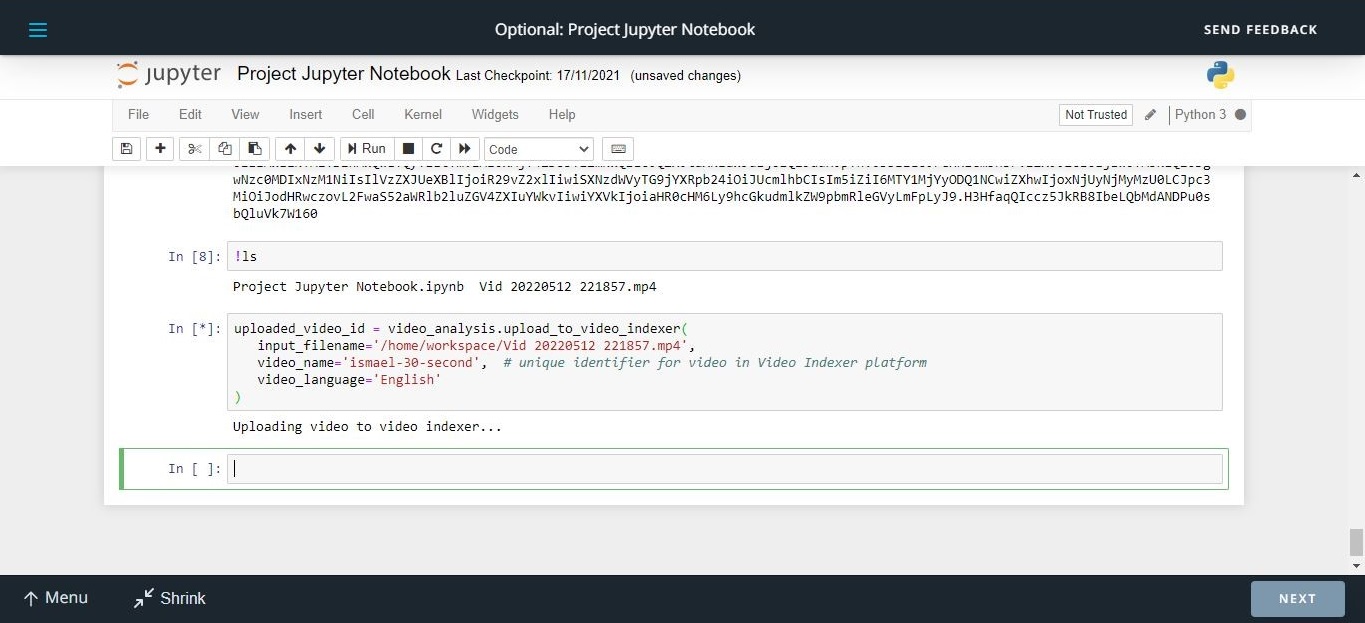 Optional: Project Jupyter Notebook
SEND FEEDBACK
jupyter Project Jupyter Notebook Last Checkpoint: 17/11/2021 (unsaved changes)
File Edit View Insert Cell Kernel Widgets Help
Not Trusted Python 3
Run Code
wNzc0MDIxNzM1NiIsIlVzZXJUeXBlIjoiR29vZ2xlIiwiSXNzdWVyTG9jYXRpb24iOiJUcmlhbCIsIm5iZiI6MTY1MjYyODQ1NCwiZXhwIjoxNjUyNjMyMzU0LCJpc3
MiOiJodHRwczovL2FwaS52aWRlb2luZGV4ZXIuYWkvIiwiYXVkIjoiaHR0cHM6Ly9hcGkudmlkZW9pbmRleGVyLmFpLyJ9.H3HfaqQIccz5JkRB8IbeLQbMdANDPu0s
bQluVk7W160
In [8]: !ls
Project Jupyter Notebook.ipynb  Vid 20220512 221857.mp4
In [*]: uploaded_video_id = video_analysis.upload_to_video_indexer(
input_filename='/home/workspace/Vid 20220512 221857.mp4',
video_name='ismael-30-second',  # unique identifier for video in Video Indexer platform
video_language='English'
)
Uploading video to video indexer...
In [ ]:
Menu
Shrink
NEXT